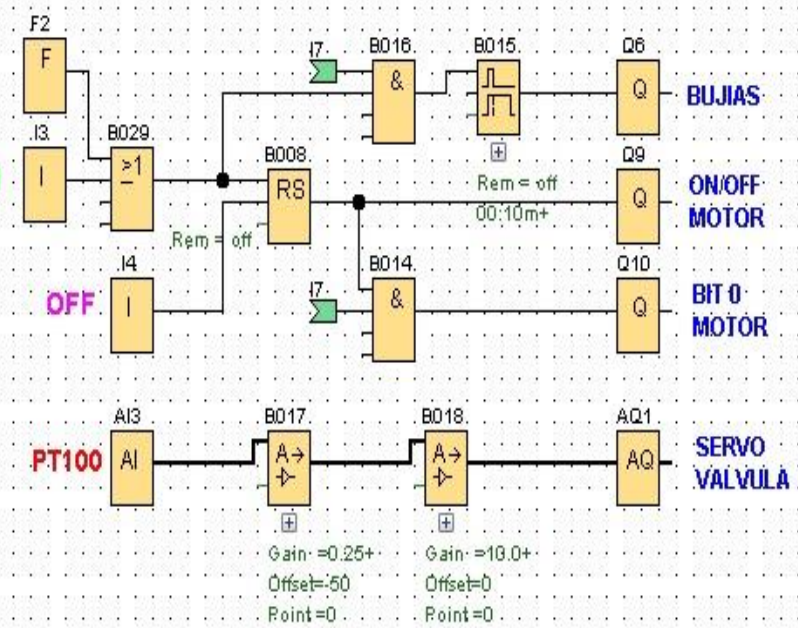 F2
F
I3
I
B029
>1
I7
B016
&
B015
Rem = off
00:10m+
Q6
Q
BUJIAS
B008
RS
Rem = off
Q9
Q
ON/OFF
MOTOR
I4
I
OFF
I7
B014
&
Q10
Q
BIT 0
MOTOR
PT100
AI3
AI
B017
A→
Gain =0.25+
Offset=-50
Point=0
B018
A→
Gain =10.0+
Offset=0
Point=0
AQ1
AQ
SERVO
VALVULA